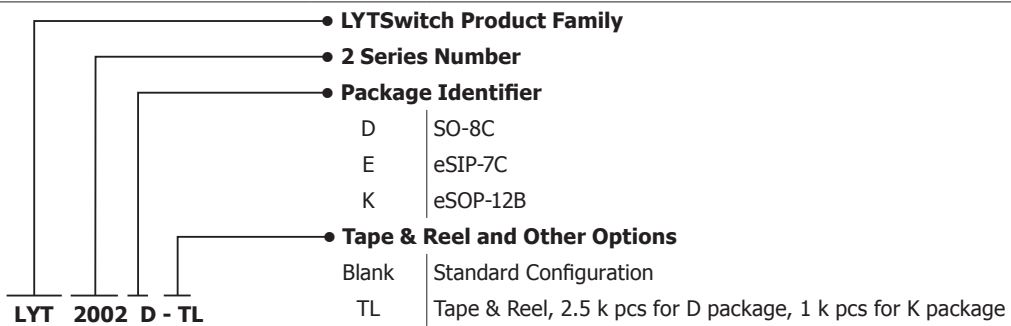 LYTSwitch Product Family
2 Series Number
Package Identifier
D SO-8C
E eSIP-7C
K eSOP-12B
Tape & Reel and Other Options
Blank Standard Configuration
TL Tape & Reel, 2.5 k pcs for D package, 1 k pcs for K package
LYT 2002 D - TL